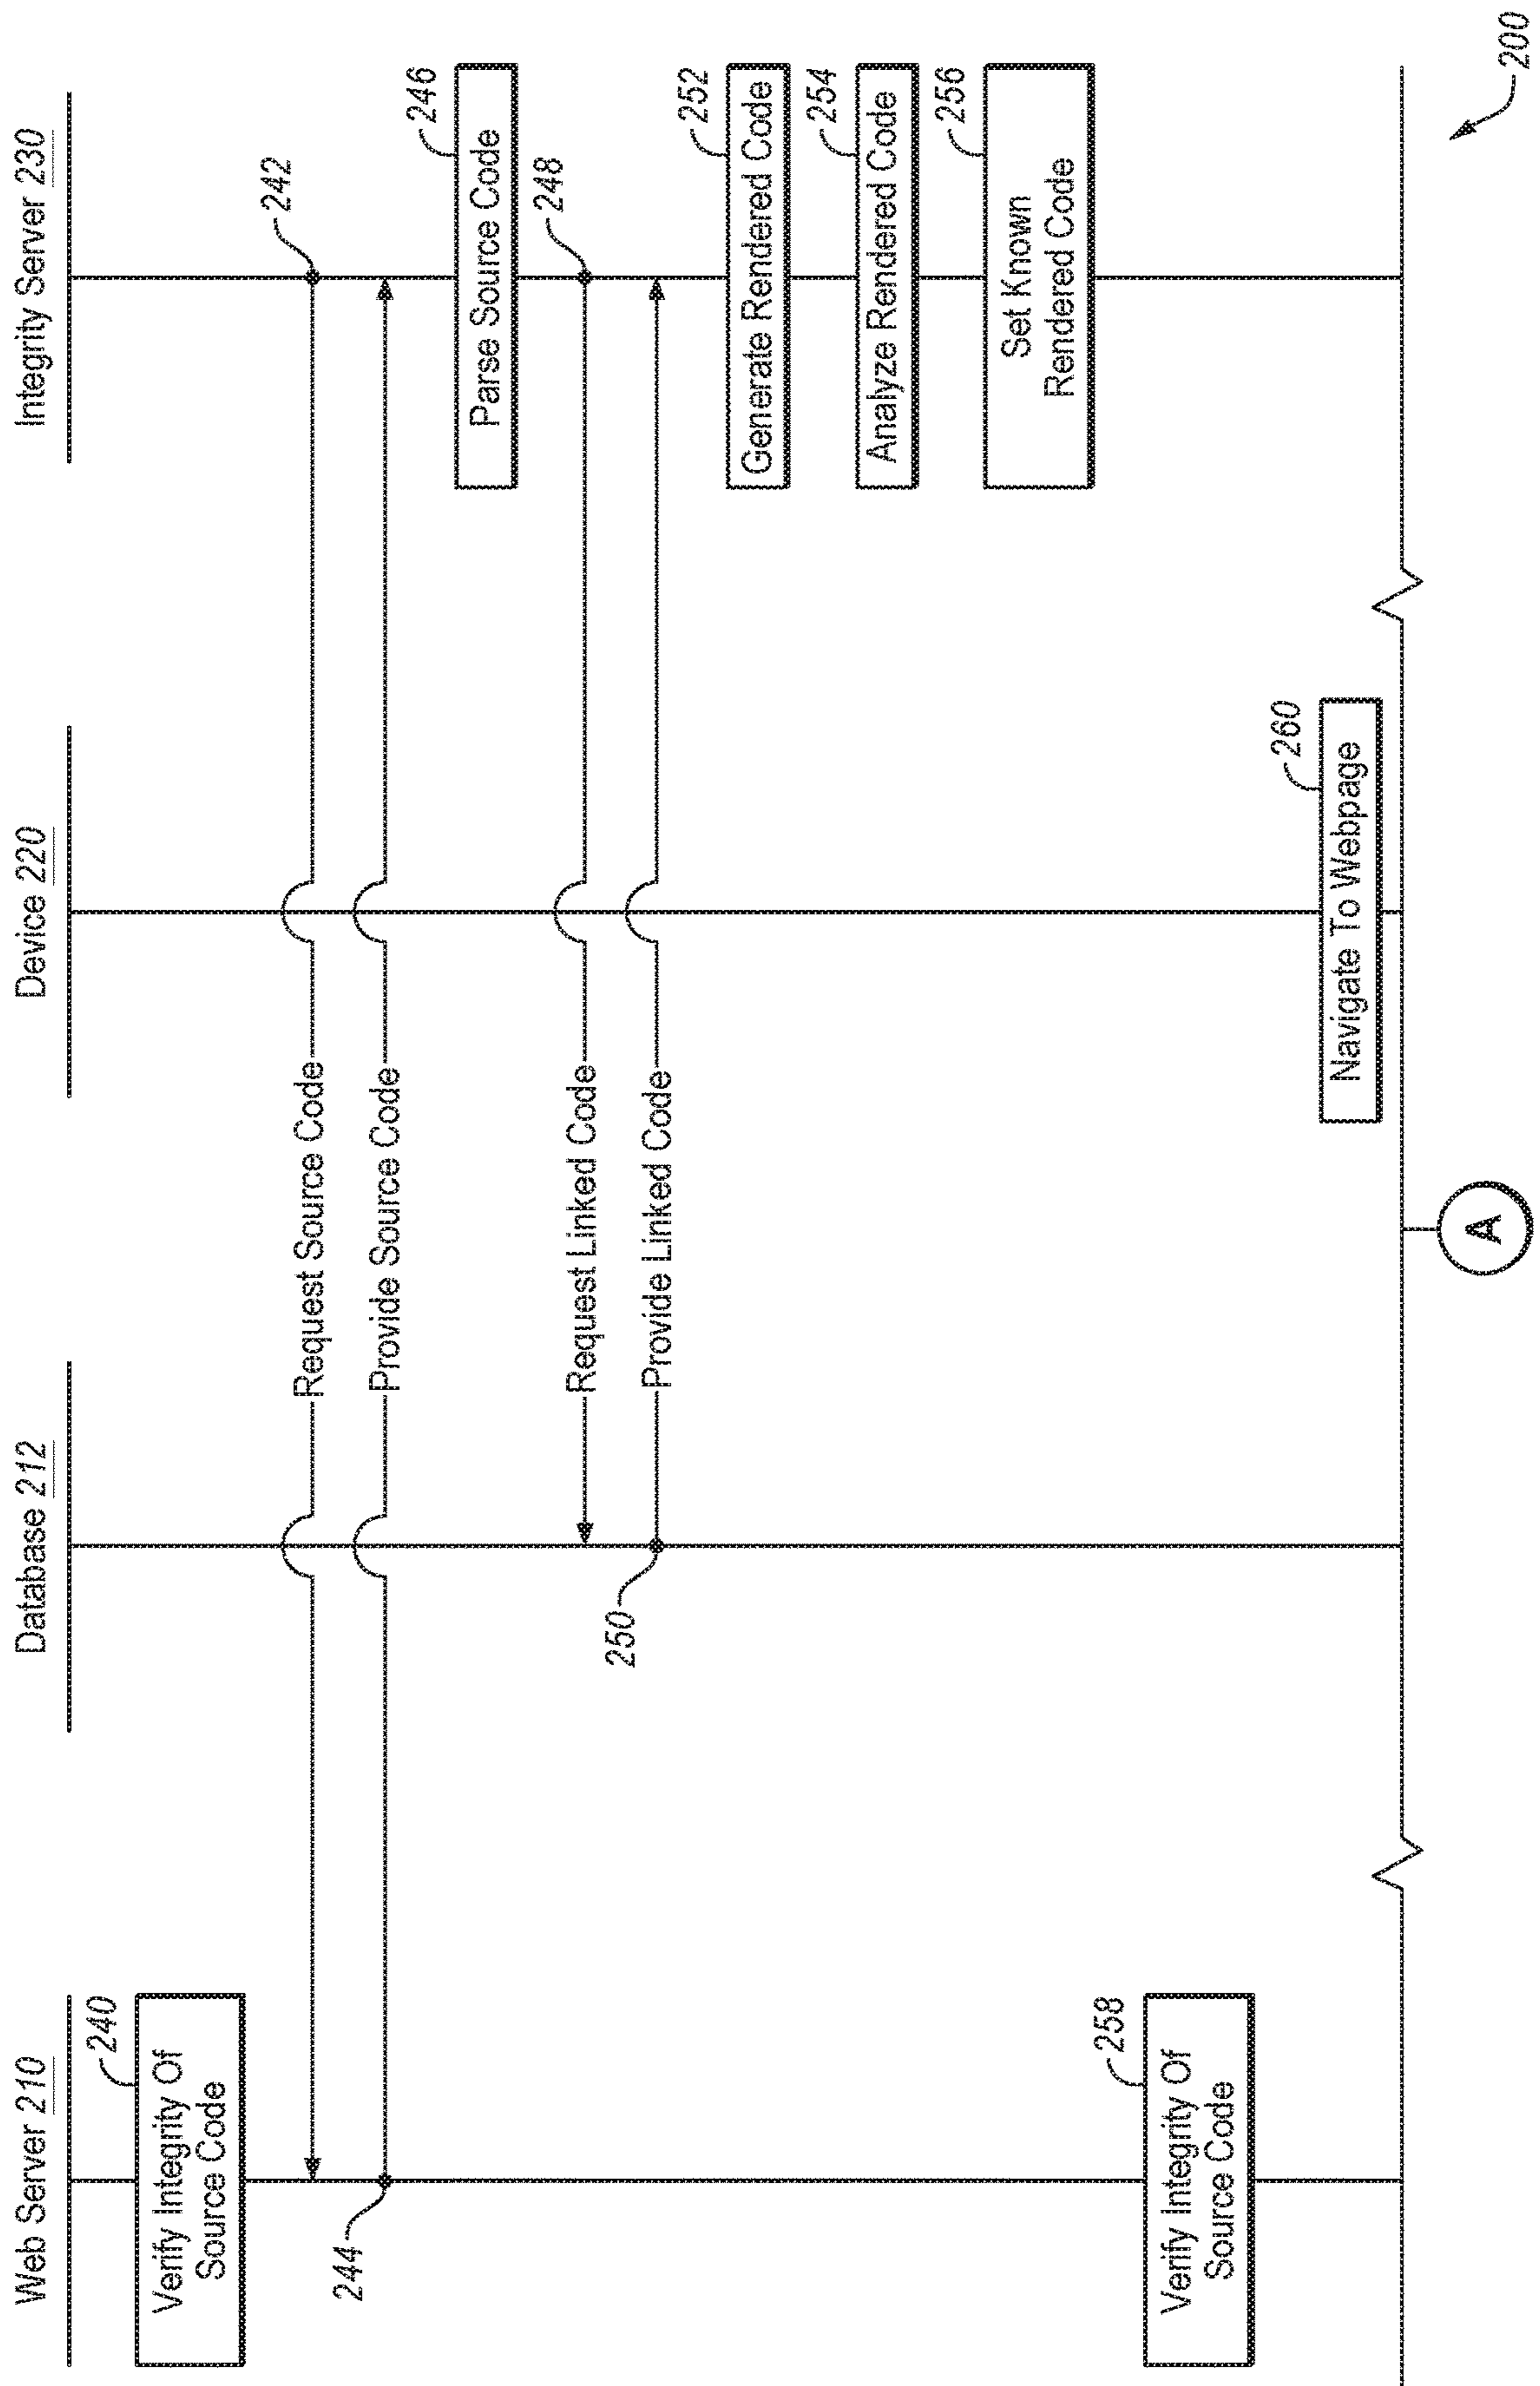 Web Server 210
Database 212
Device 220
Integrity Server 230
240
Verify Integrity Of
Source Code
242
Request Source Code
244
Provide Source Code
246
Parse Source Code
248
Request Linked Code
250
Provide Linked Code
252
Generate Rendered Code
254
Analyze Rendered Code
256
Set Known
Rendered Code
258
Verify Integrity Of
Source Code
260
Navigate To Webpage
A
200